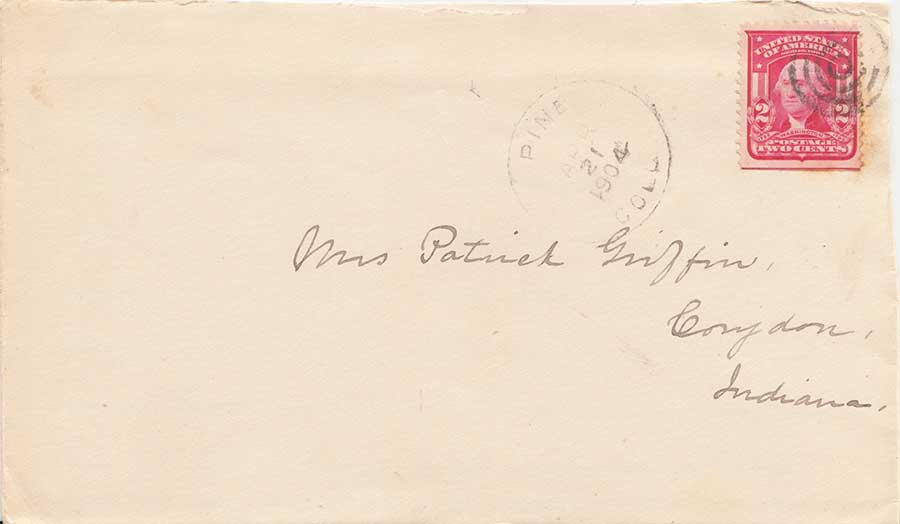 UNITED STATES
OF AMERICA
2 2
WASHINGTON
POSTAGE
TWO CENTS
PINE
APR
21
1904
COLO
Mrs Patrick Griffin,
Corydon,
Indiana.